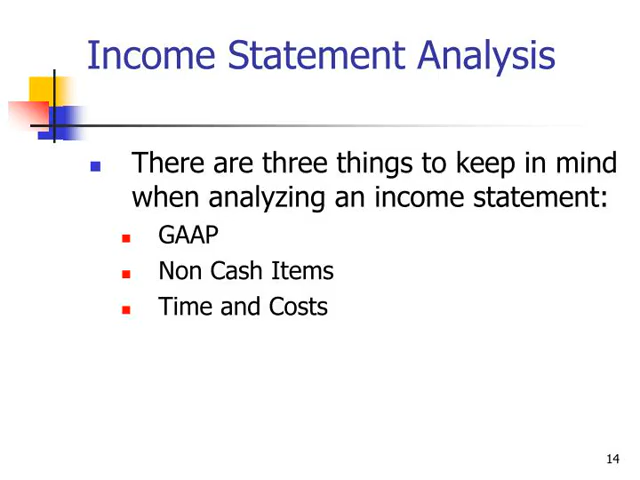 Income Statement Analysis
There are three things to keep in mind
when analyzing an income statement:
GAAP
Non Cash Items
Time and Costs
14